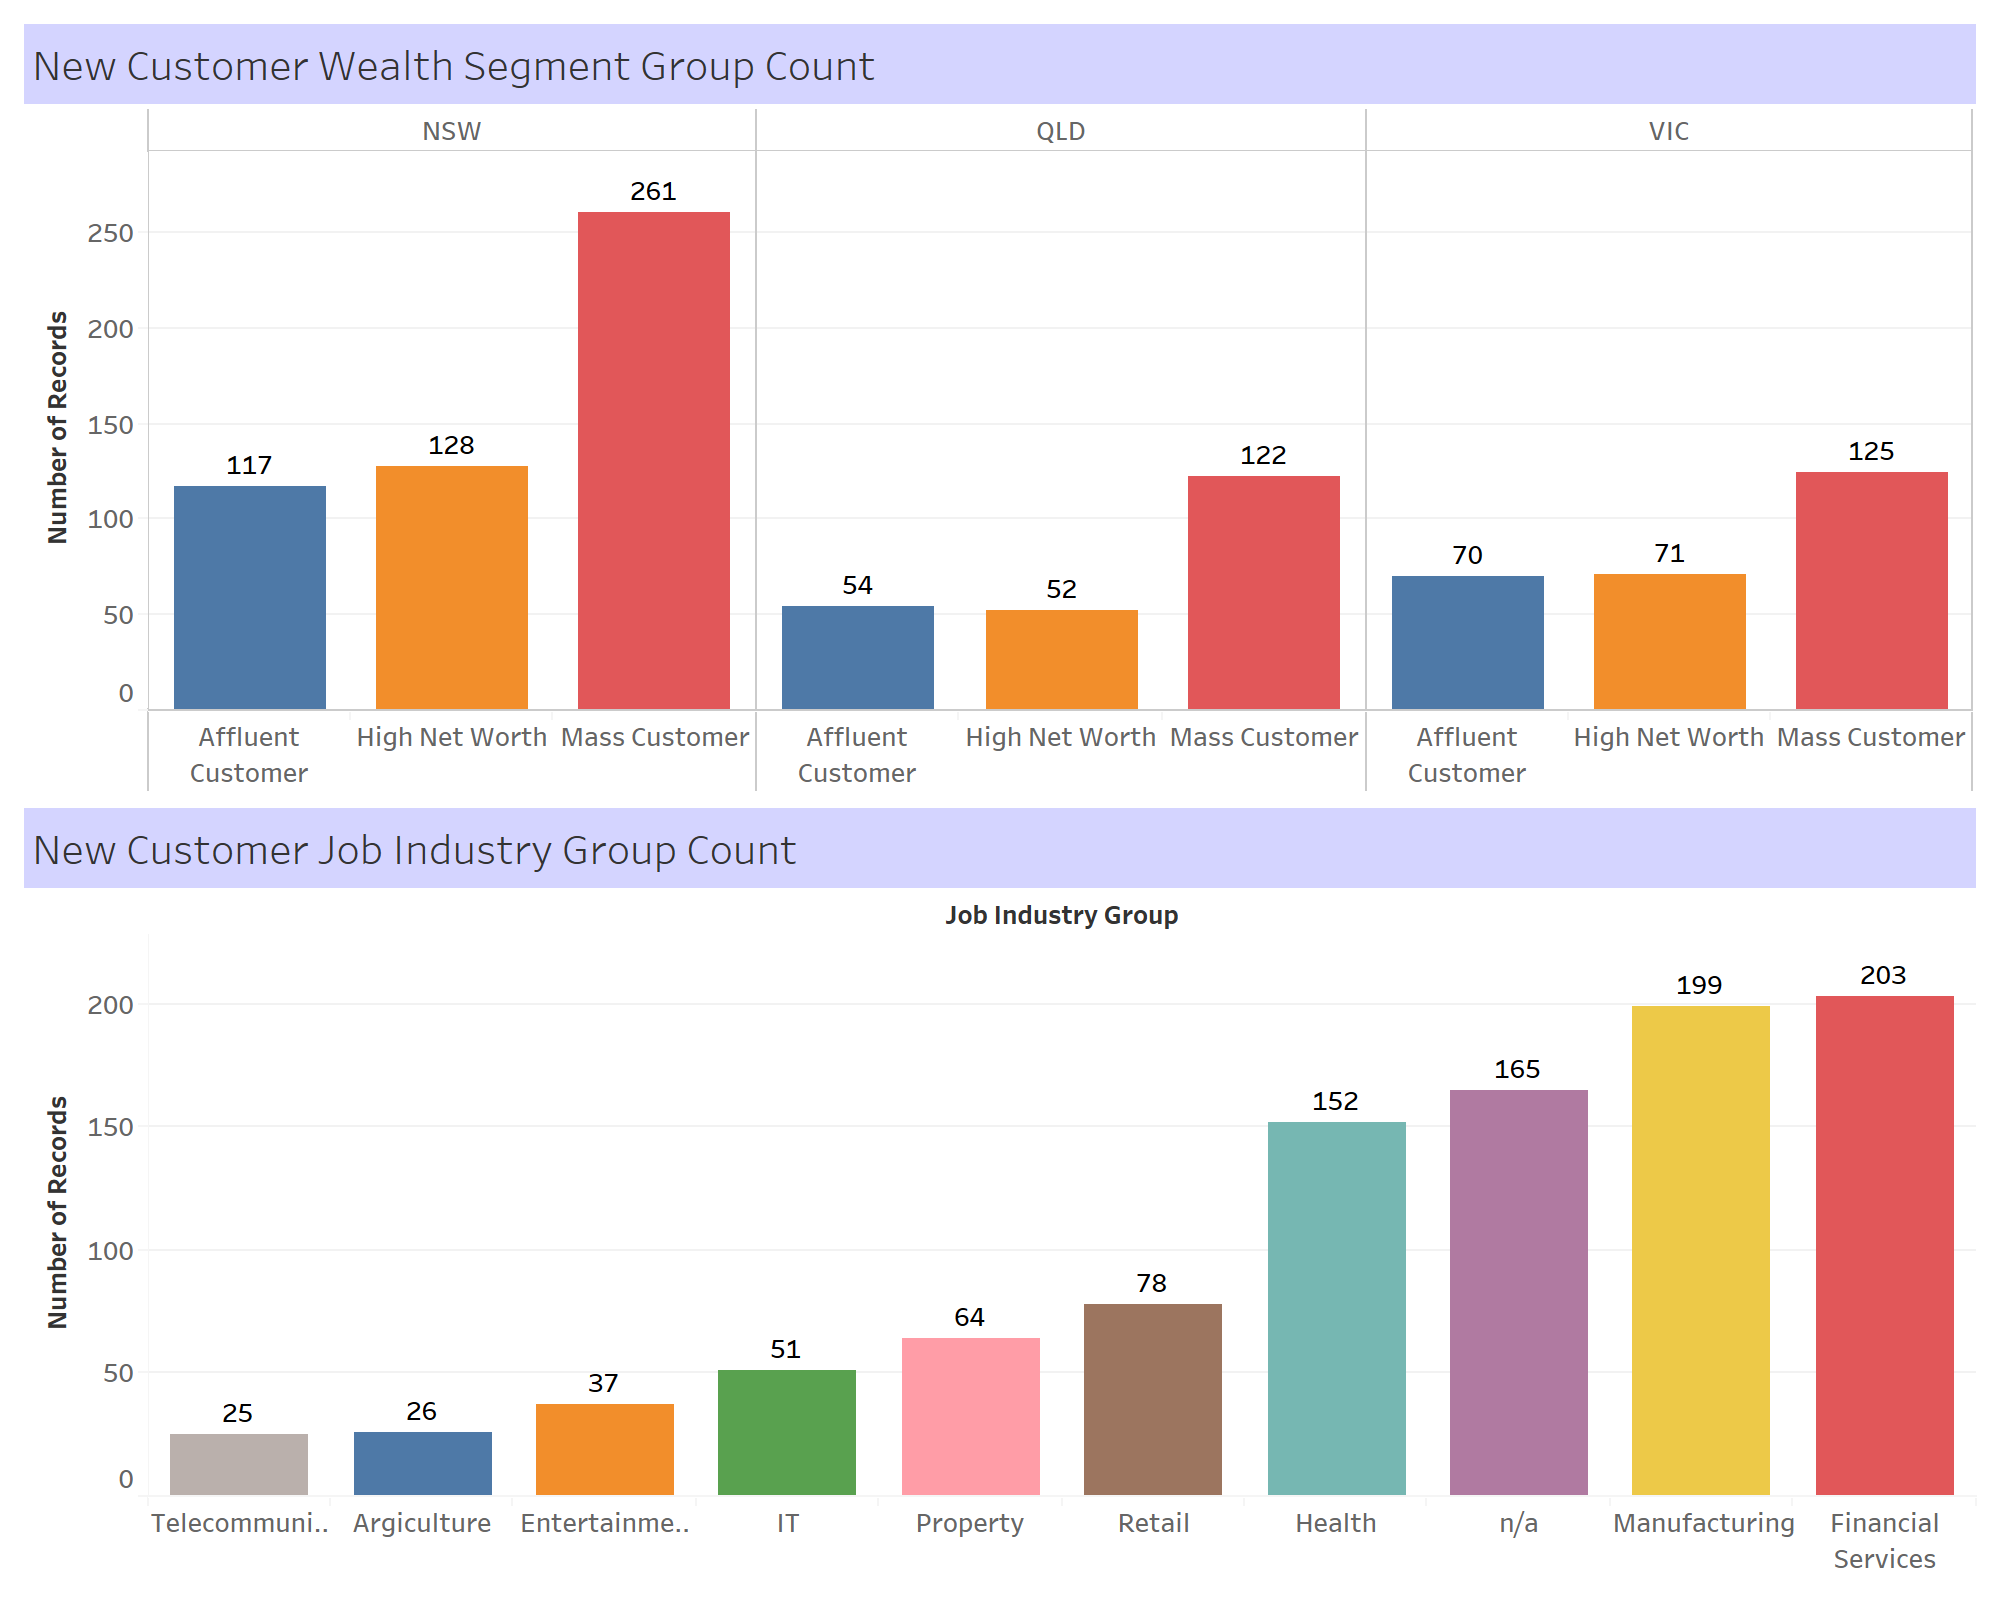 New Customer Wealth Segment Group Count
NSW QLD VIC
Number of Records
250
200
150
100
50
0
261
117
128
54
52
122
70
71
125
Affluent Customer
High Net Worth
Mass Customer
Affluent Customer
High Net Worth
Mass Customer
Affluent Customer
High Net Worth
Mass Customer
New Customer Job Industry Group Count
Job Industry Group
Number of Records
200
150
100
50
0
25
26
37
51
64
78
152
165
199
203
Telecommuni..
Argiculture
Entertainme..
IT
Property
Retail
Health
n/a
Manufacturing
Financial Services